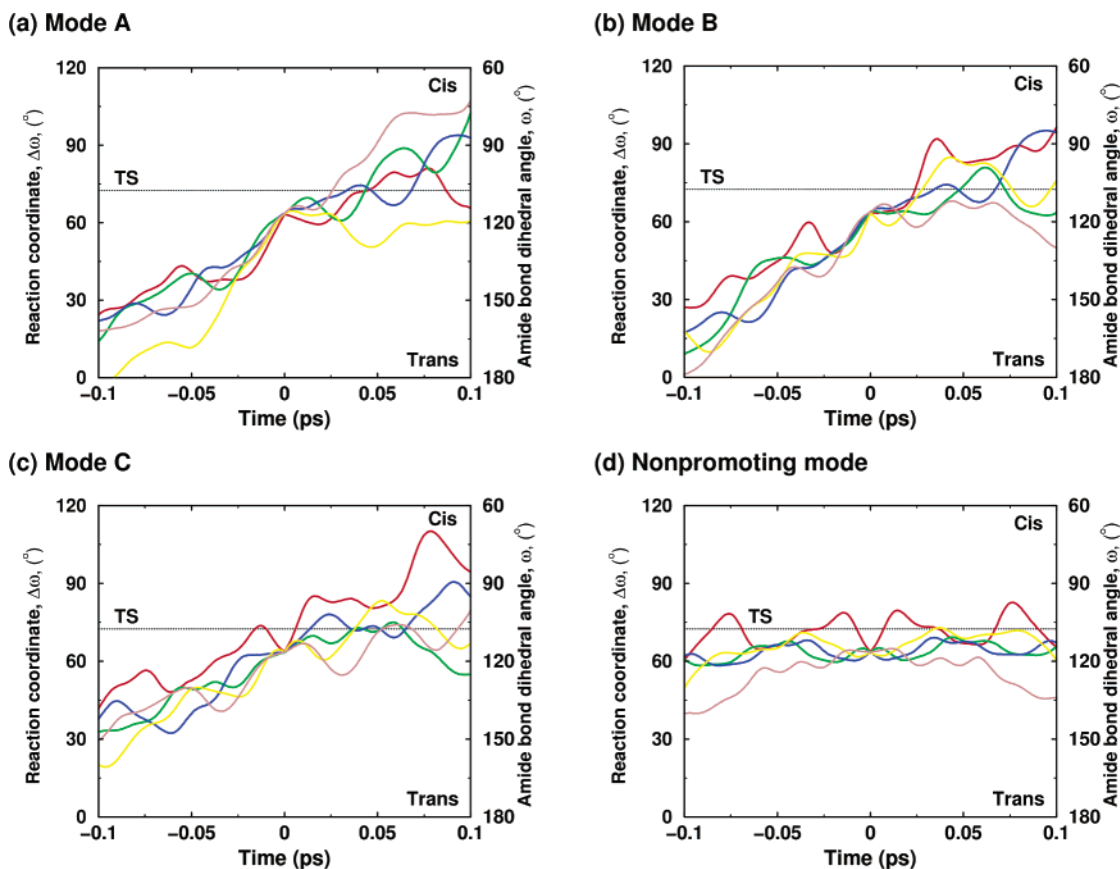 (a) Mode A
Reaction coordinate, Δω, (°)
120
90
60
30
0
Cis
TS
Trans
60
90
120
150
180
Amide bond dihedral angle, ω, (°)
−0.1 −0.05 0 0.05 0.1
Time (ps)
(b) Mode B
Reaction coordinate, Δω, (°)
120
90
60
30
0
Cis
TS
Trans
60
90
120
150
180
Amide bond dihedral angle, ω, (°)
−0.1 −0.05 0 0.05 0.1
Time (ps)
(c) Mode C
Reaction coordinate, Δω, (°)
120
90
60
30
0
Cis
TS
Trans
60
90
120
150
180
Amide bond dihedral angle, ω, (°)
−0.1 −0.05 0 0.05 0.1
Time (ps)
(d) Nonpromoting mode
Reaction coordinate, Δω, (°)
120
90
60
30
0
Cis
TS
Trans
60
90
120
150
180
Amide bond dihedral angle, ω, (°)
−0.1 −0.05 0 0.05 0.1
Time (ps)